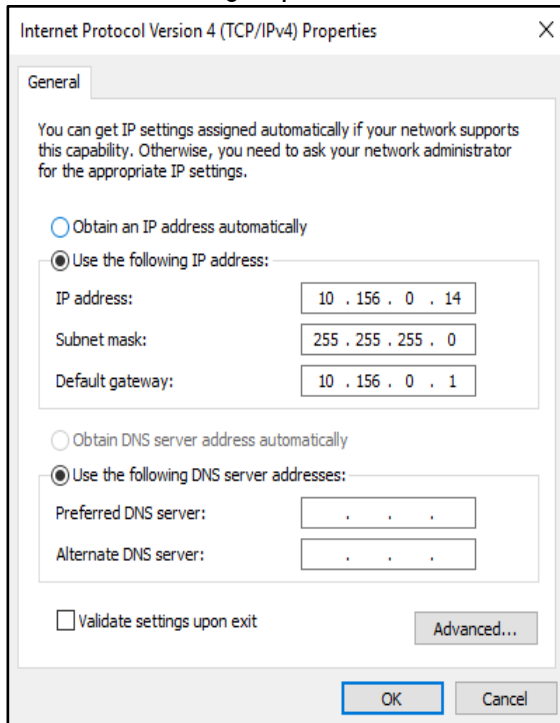 Internet Protocol Version 4 (TCP/IPv4) Properties
General
You can get IP settings assigned automatically if your network supports
this capability. Otherwise, you need to ask your network administrator
for the appropriate IP settings.
Obtain an IP address automatically
Use the following IP address:
IP address: 10 . 156 . 0 . 14
Subnet mask: 255 . 255 . 255 . 0
Default gateway: 10 . 156 . 0 . 1
Obtain DNS server address automatically
Use the following DNS server addresses:
Preferred DNS server: . . .
Alternate DNS server: . . .
Validate settings upon exit
Advanced...
OK Cancel